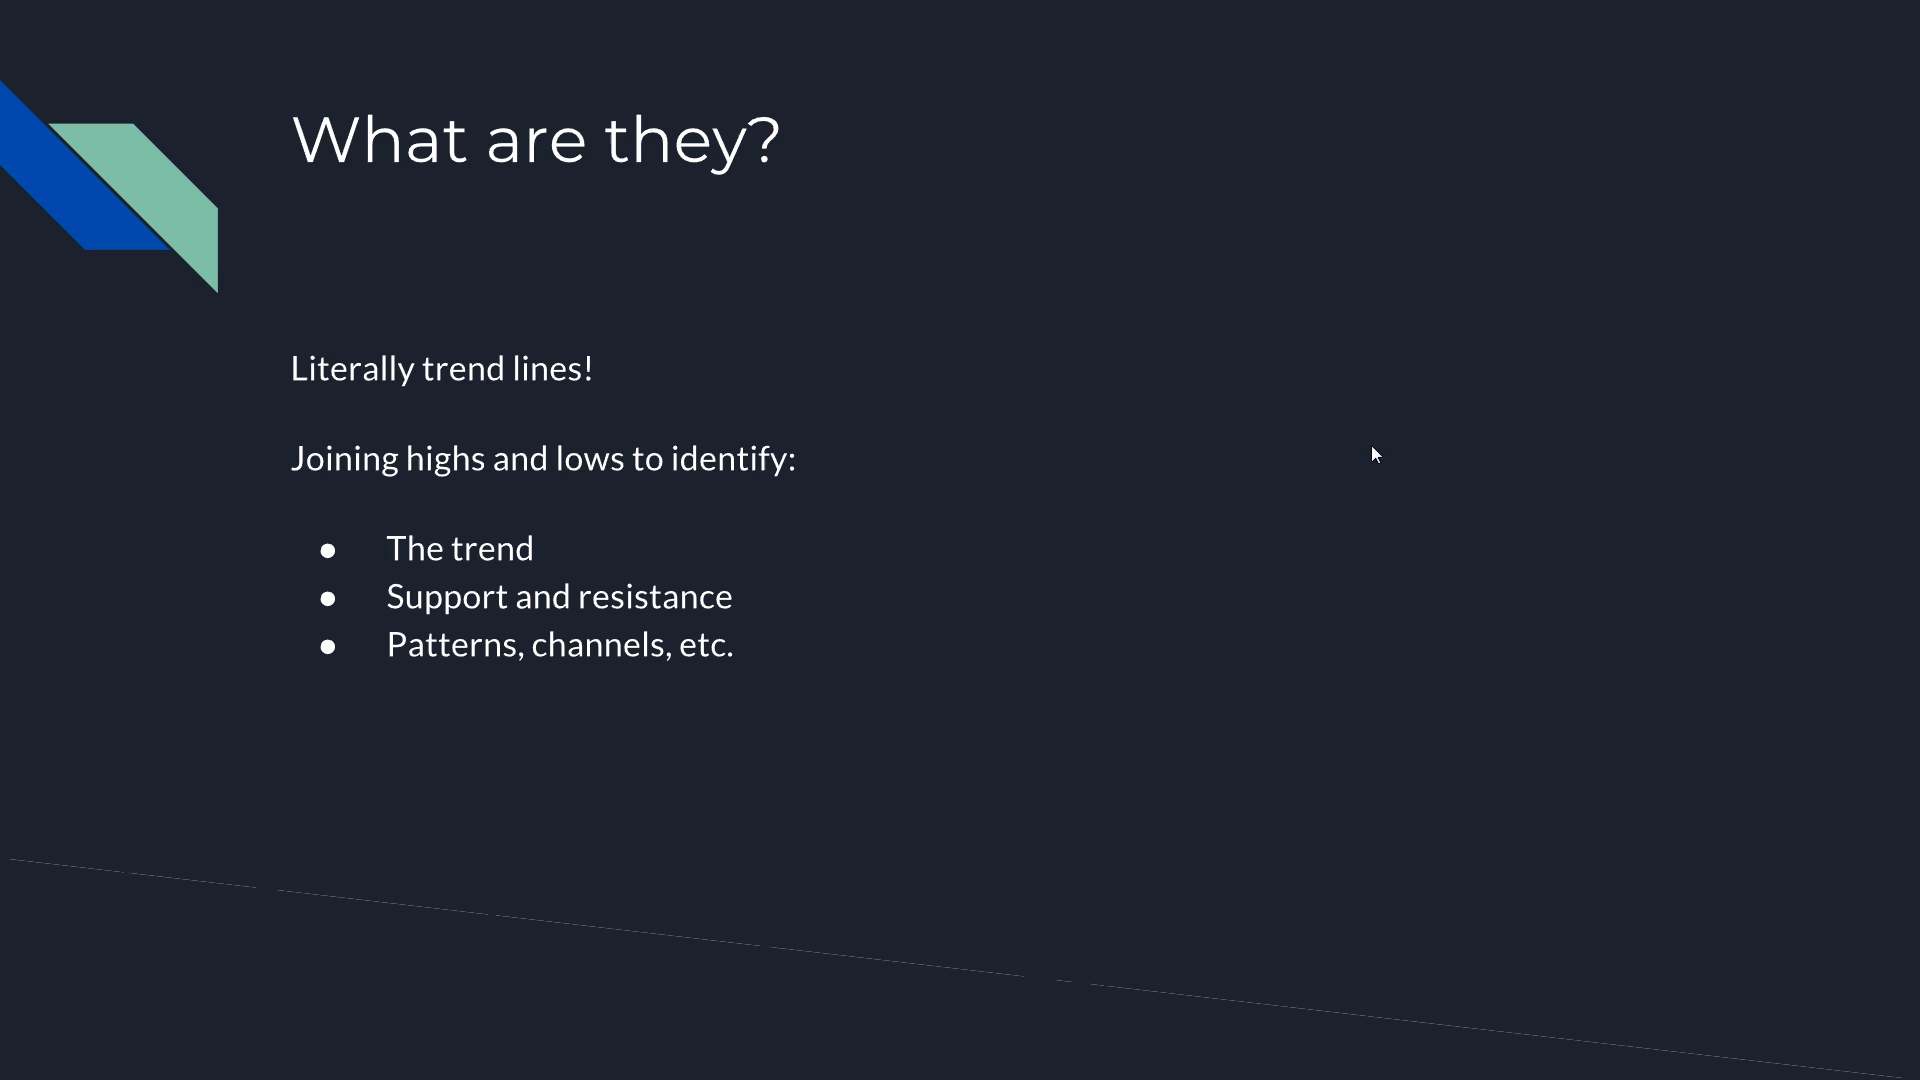 What are they?
Literally trend lines!
Joining highs and lows to identify:
● The trend
● Support and resistance
● Patterns, channels, etc.